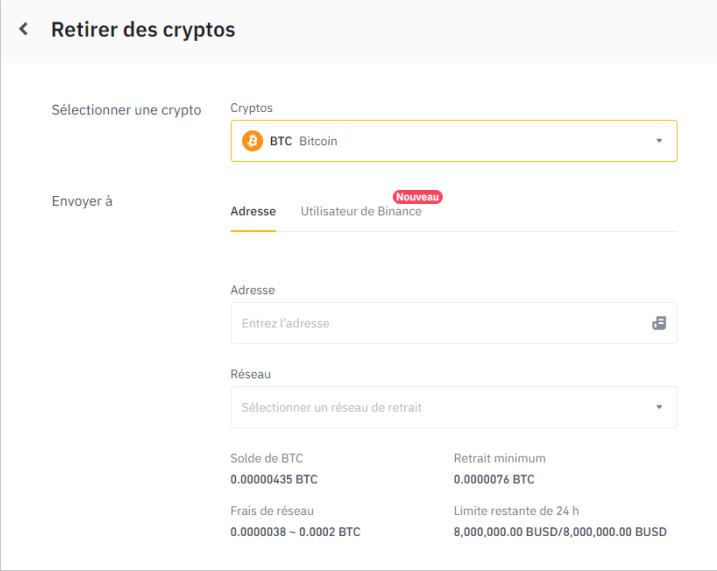 Retirer des cryptos
Sélectionner une crypto
Cryptos
BTC Bitcoin
Envoyer à
Nouveau
Adresse
Utilisateur de Binance
Adresse
Entrez l'adresse
Réseau
Sélectionner un réseau de retrait
Solde de BTC
0.00000435 BTC
Retrait minimum
0.0000076 BTC
Frais de réseau
0.0000038 ~ 0.0002 BTC
Limite restante de 24 h
8,000,000.00 BUSD/8,000,000.00 BUSD